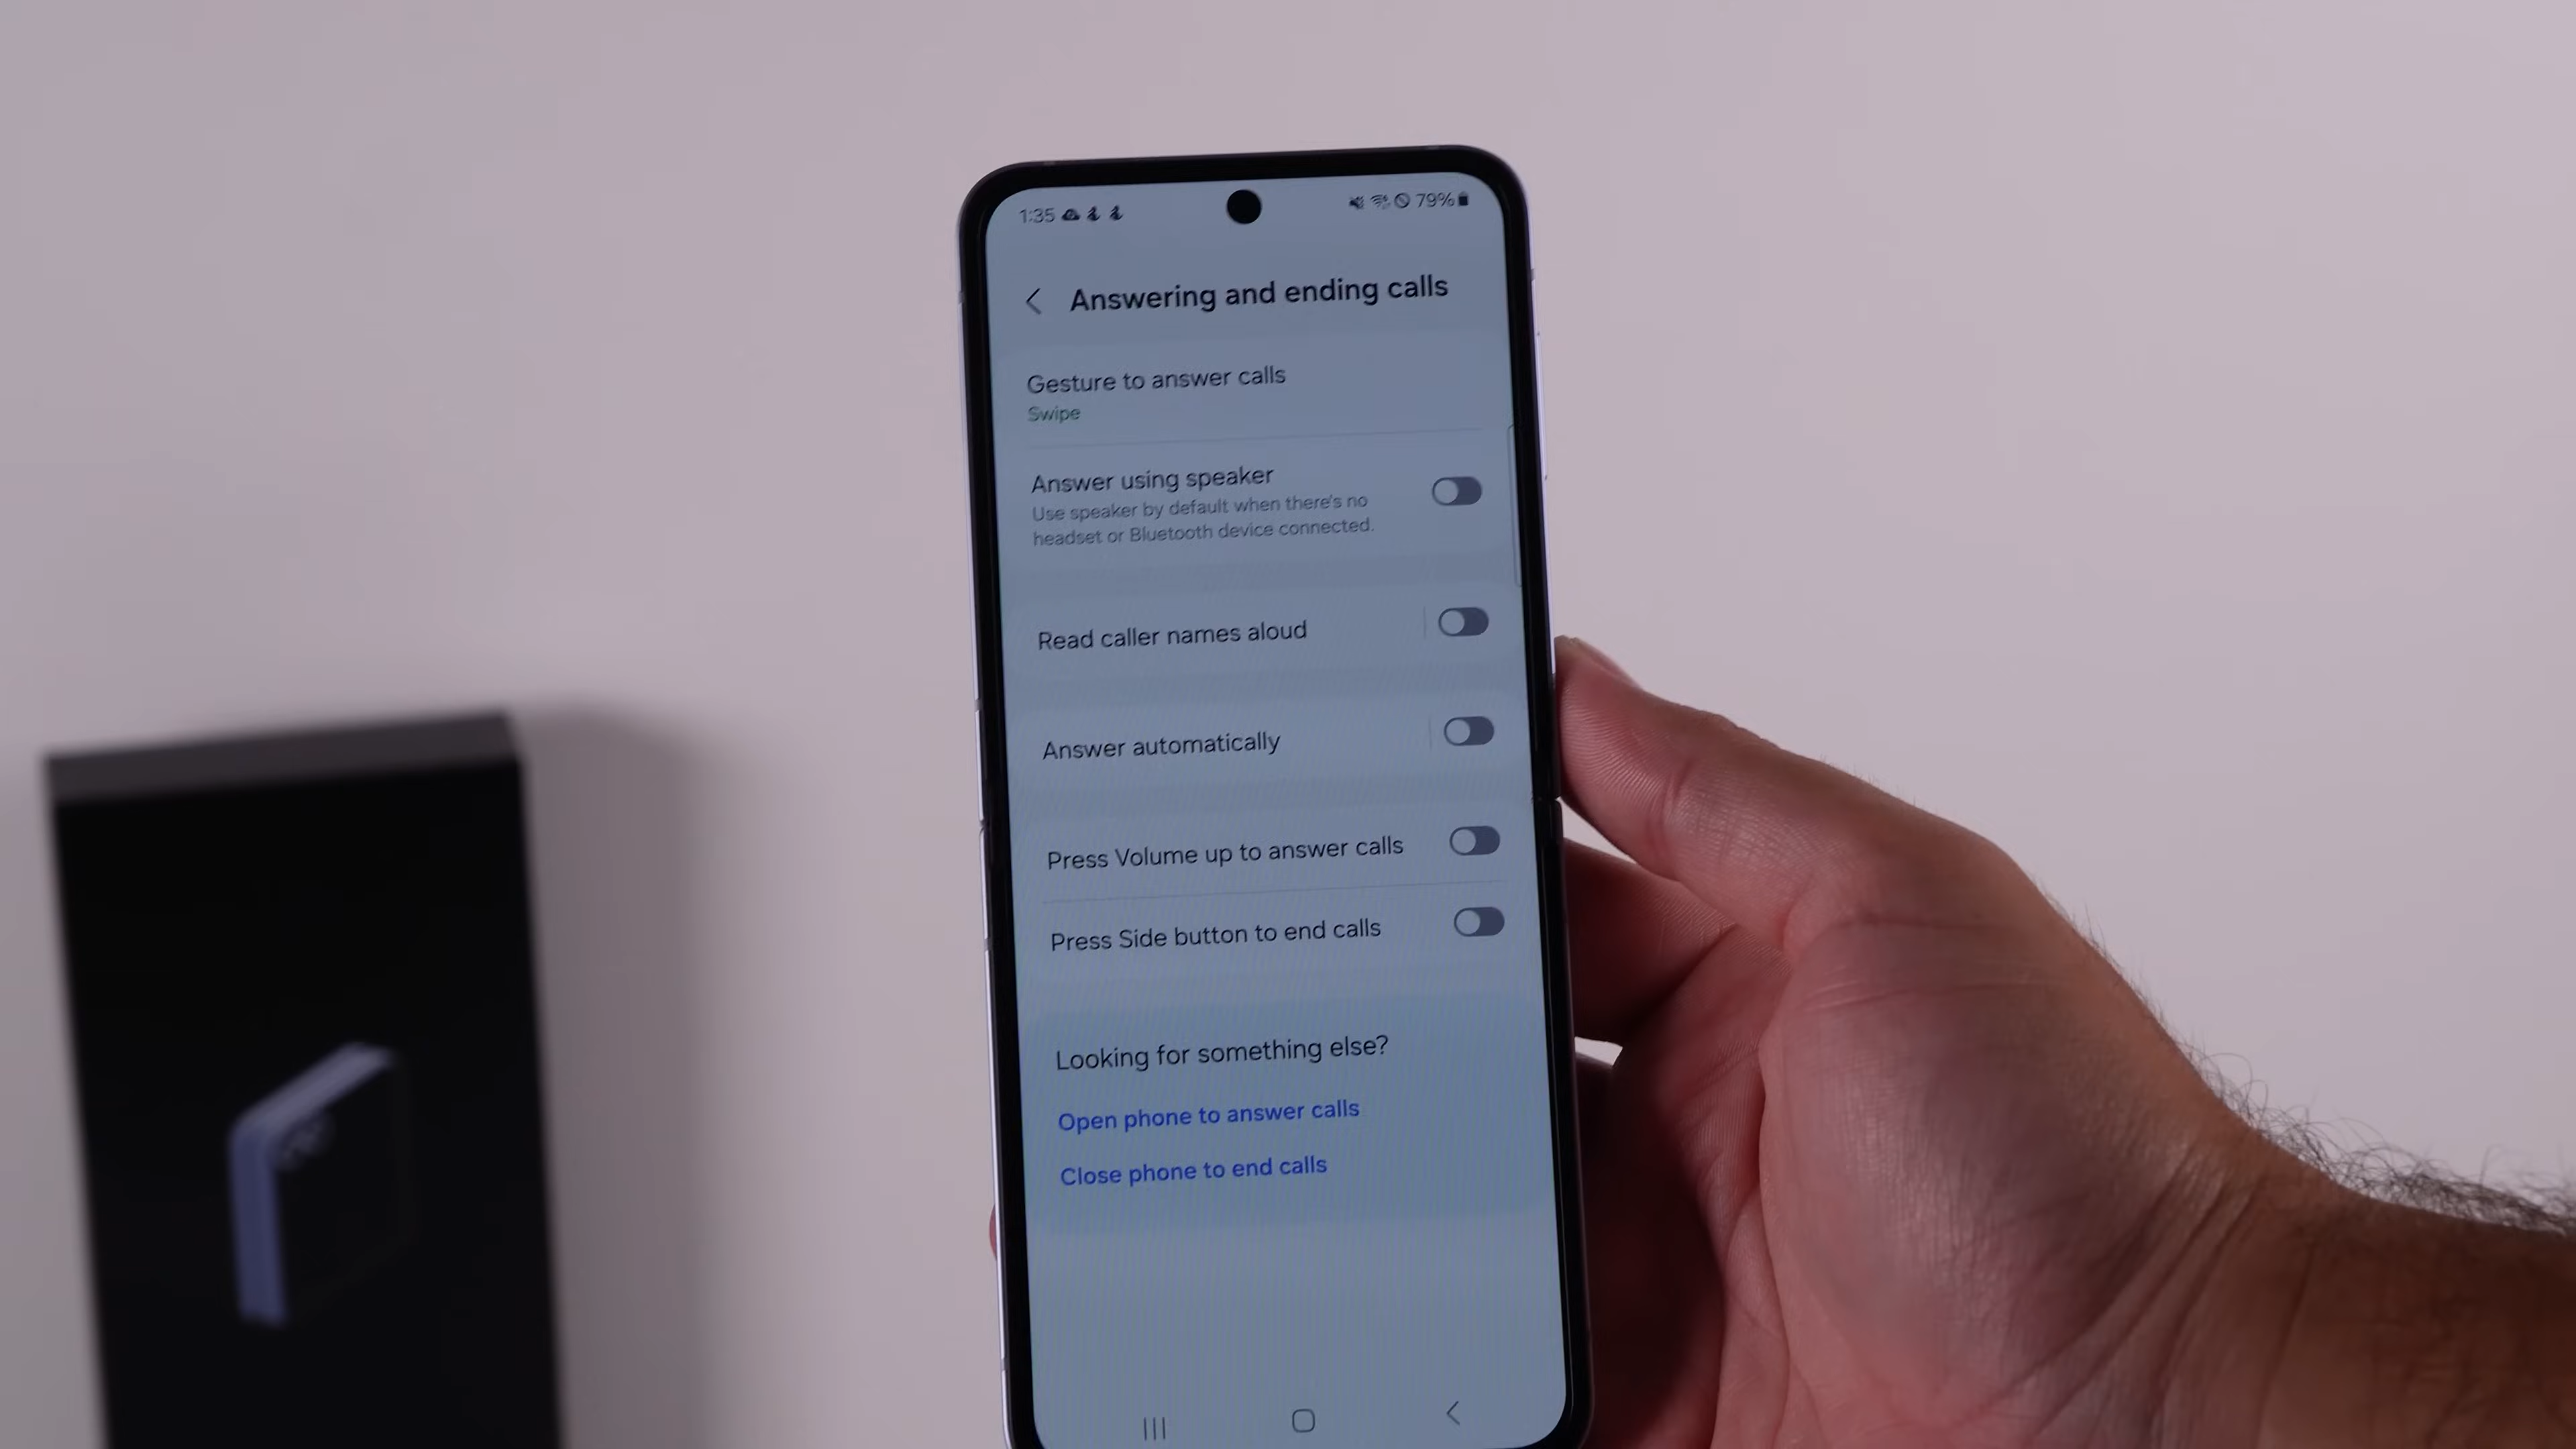 1:35
79%
Answering and ending calls
Gesture to answer calls
Swipe
Answer using speaker
Use speaker by default when there's no
headset or Bluetooth device connected.
Read caller names aloud
Answer automatically
Press Volume up to answer calls
Press Side button to end calls
Looking for something else?
Open phone to answer calls
Close phone to end calls